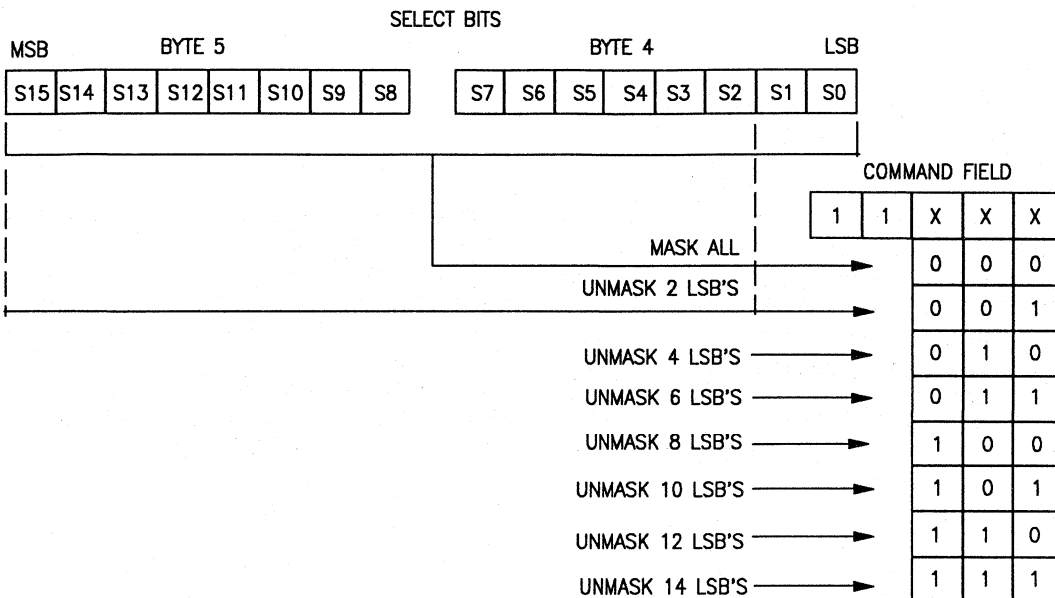 SELECT BITS
MSB BYTE 5 BYTE 4 LSB
S15 S14 S13 S12 S11 S10 S9 S8 S7 S6 S5 S4 S3 S2 S1 S0
COMMAND FIELD
1 1 X X X
MASK ALL 0 0 0
UNMASK 2 LSB'S 0 0 1
UNMASK 4 LSB'S 0 1 0
UNMASK 6 LSB'S 0 1 1
UNMASK 8 LSB'S 1 0 0
UNMASK 10 LSB'S 1 0 1
UNMASK 12 LSB'S 1 1 0
UNMASK 14 LSB'S 1 1 1